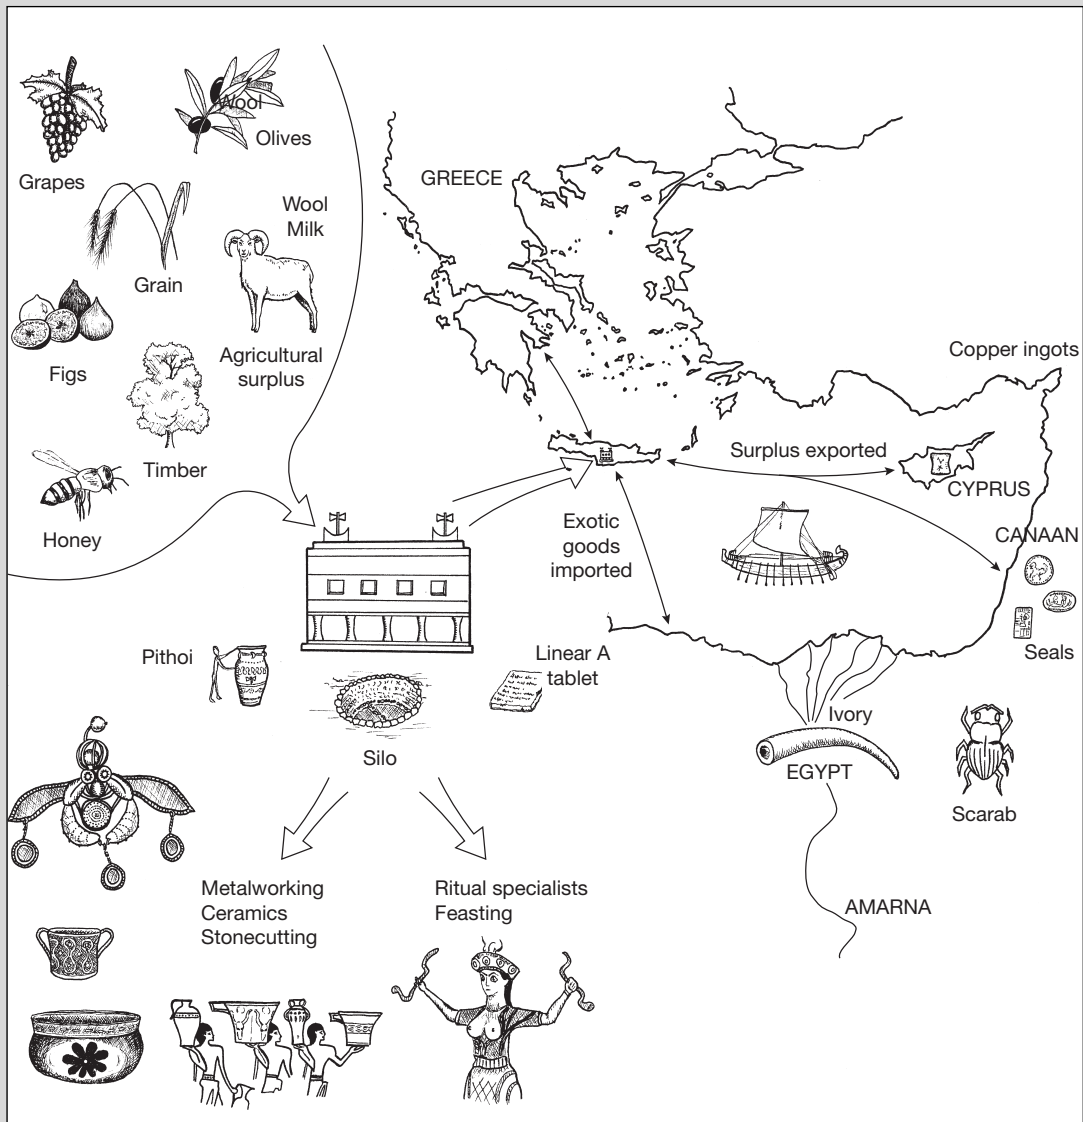 Wool
Olives
Grapes
Wool
Milk
Grain
Figs
Agricultural
surplus
Timber
Honey
GREECE
Copper ingots
Surplus exported
CYPRUS
Exotic
goods
imported
CANAAN
Seals
Pithoi
Linear A
tablet
Silo
Ivory
EGYPT
Scarab
AMARNA
Metalworking
Ceramics
Stonecutting
Ritual specialists
Feasting